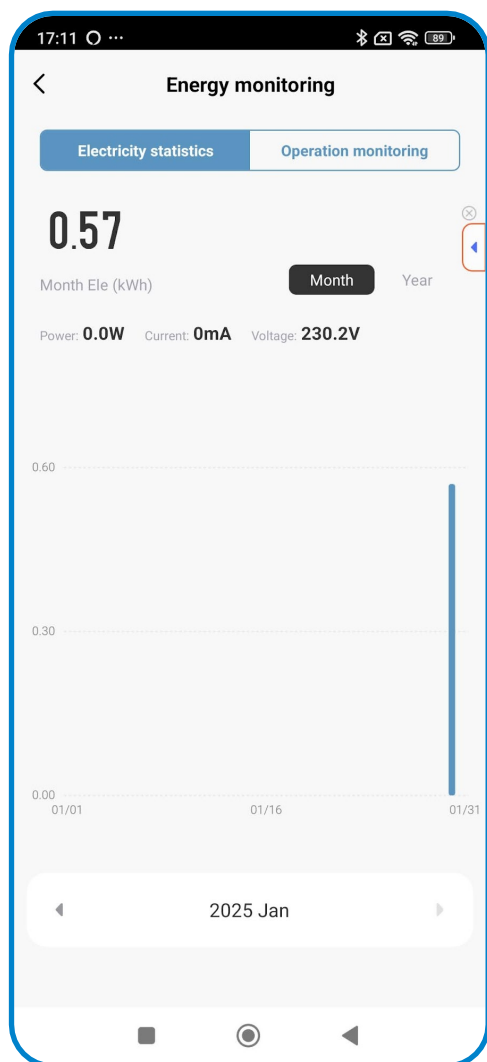 17:11 ... 89
Energy monitoring
Electricity statistics Operation monitoring
0.57
Month Ele (kWh) Month Year
Power: 0.0W Current: 0mA Voltage: 230.2V
0.60
0.30
0.00
01/01 01/16 01/31
2025 Jan